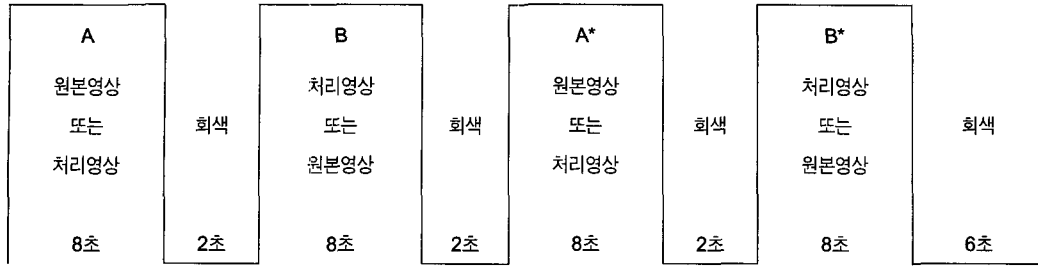 A B A* B*
원본영상 처리영상 원본영상 처리영상
또는 회색 또는 회색 또는 회색 또는 회색
처리영상 원본영상 처리영상 원본영상
8초 2초 8초 2초 8초 2초 8초 6초